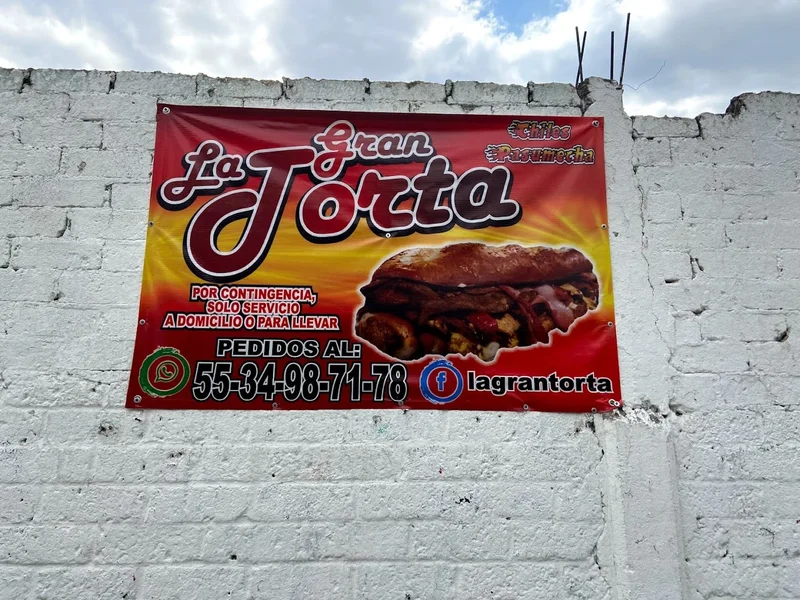 La Gran Torta
Chilos
Pasumecha
POR CONTINGENCIA,
SOLO SERVICIO
A DOMICILIO O PARA LLEVAR
PEDIDOS AL:
55-34-98-71-78
lagrantorta